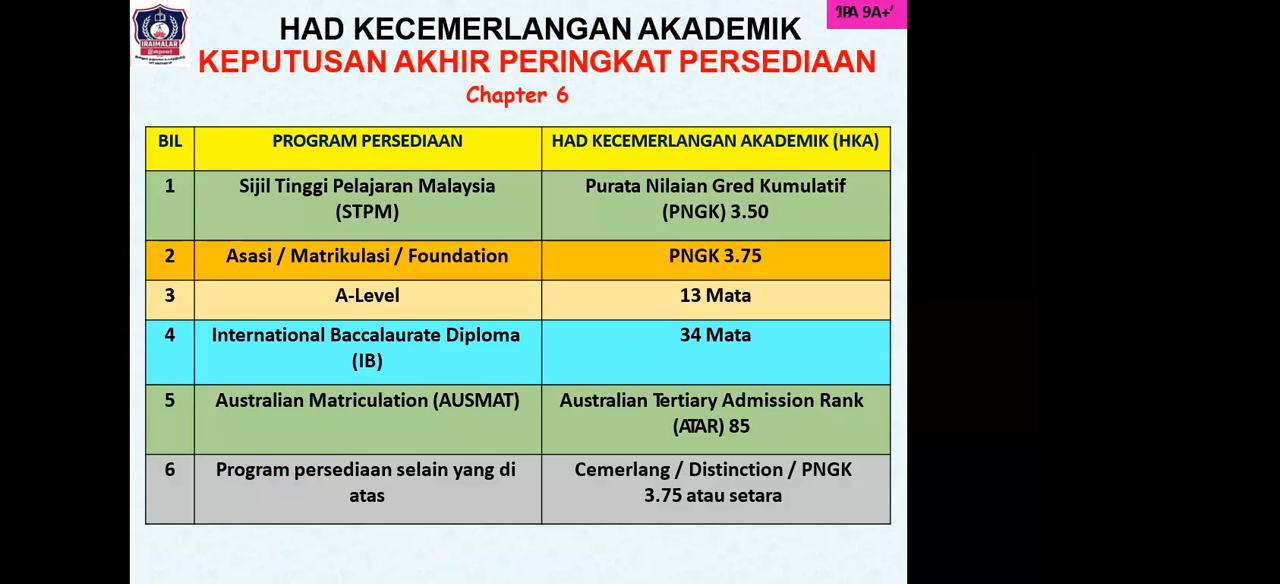 IRAIMALAR
'JPA 9A+'
HAD KECEMERLANGAN AKADEMIK
KEPUTUSAN AKHIR PERINGKAT PERSEDIAAN
Chapter 6
BIL PROGRAM PERSEDIAAN HAD KECEMERLANGAN AKADEMIK (HKA)
1 Sijil Tinggi Pelajaran Malaysia Purata Nilaian Gred Kumulatif
(STPM) (PNGK) 3.50
2 Asasi / Matrikulasi / Foundation PNGK 3.75
3 A-Level 13 Mata
4 International Baccalaurate Diploma 34 Mata
(IB)
5 Australian Matriculation (AUSMAT) Australian Tertiary Admission Rank
(ATAR) 85
6 Program persediaan selain yang di Cemerlang / Distinction / PNGK
atas 3.75 atau setara